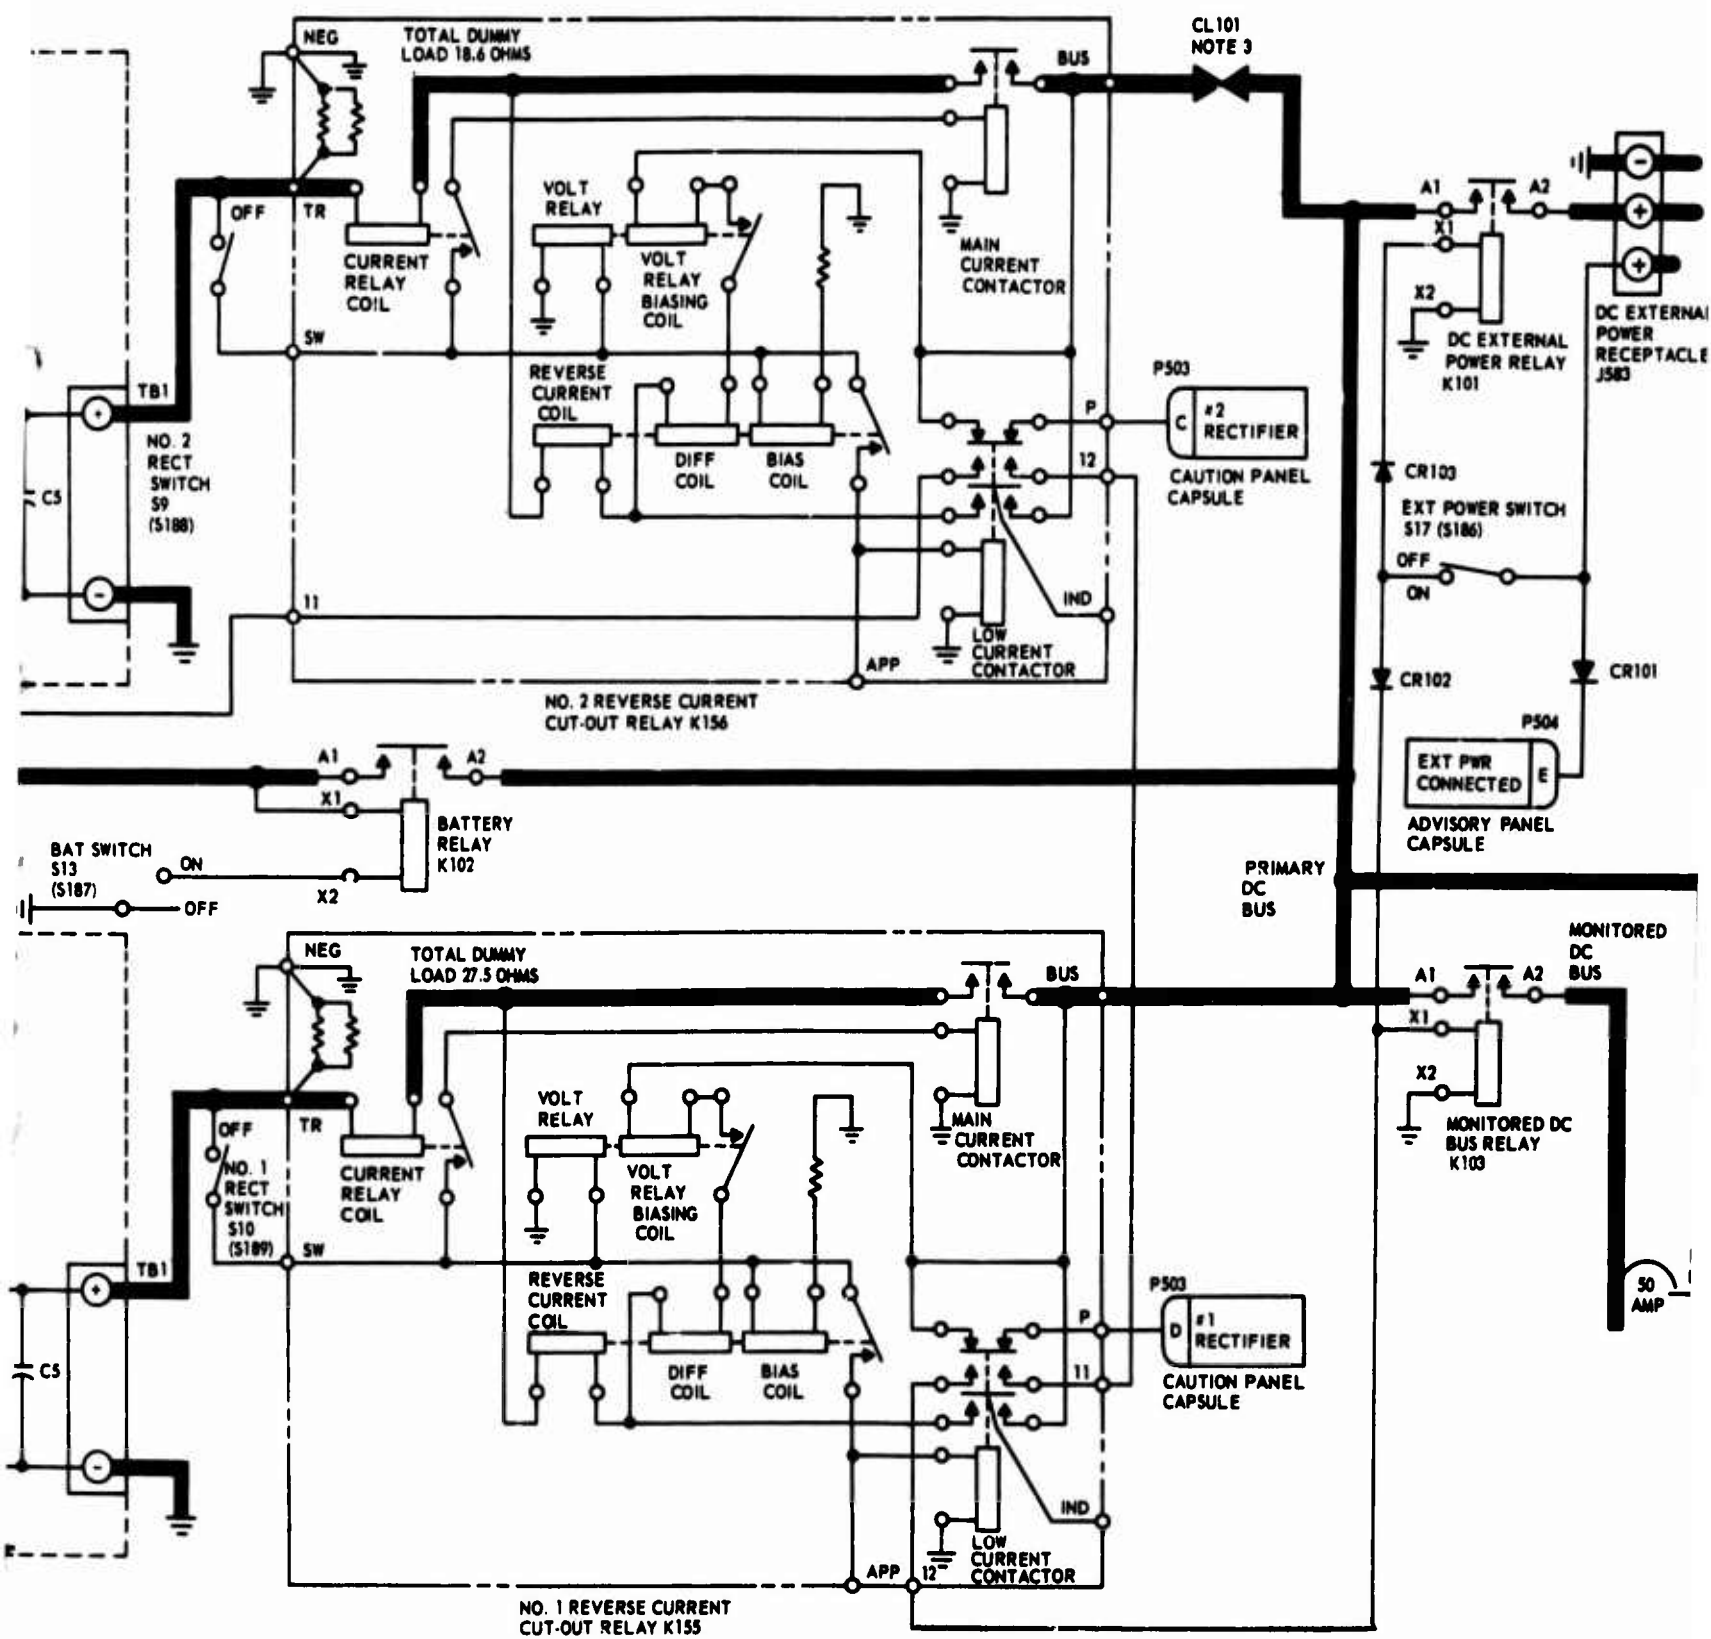 NEG
TOTAL DUMMY
LOAD 18.6 OHMS
BUS
CL101
NOTE 3
OFF
TR
CURRENT
RELAY
COIL
VOLT
RELAY
VOLT
RELAY
BIASING
COIL
MAIN
CURRENT
CONTACTOR
A1
A2
X1
X2
DC EXTERNAL
POWER RELAY
K101
DC EXTERNA
POWER
RECEPTACLE
J583
SW
TB1
NO. 2
RECT
SWITCH
S9
(S188)
C5
REVERSE
CURRENT
COIL
DIFF
COIL
BIAS
COIL
P
12
P503
C
#2
RECTIFIER
CAUTION PANEL
CAPSULE
CR103
EXT POWER SWITCH
S17 (S186)
OFF
ON
11
IND
LOW
CURRENT
CONTACTOR
APP
NO. 2 REVERSE CURRENT
CUT-OUT RELAY K156
CR102
CR101
P504
EXT PWR
CONNECTED
E
ADVISORY PANEL
CAPSULE
A1
A2
X1
X2
BATTERY
RELAY
K102
BAT SWITCH
S13
(S187)
ON
OFF
PRIMARY
DC
BUS
NEG
TOTAL DUMMY
LOAD 27.5 OHMS
BUS
MONITORED
DC
BUS
A1
A2
X1
X2
MONITORED DC
BUS RELAY
K103
OFF
TR
NO. 1
RECT
SWITCH
S10
(S189)
CURRENT
RELAY
COIL
VOLT
RELAY
VOLT
RELAY
BIASING
COIL
MAIN
CURRENT
CONTACTOR
SW
TB1
C5
REVERSE
CURRENT
COIL
DIFF
COIL
BIAS
COIL
P
11
P503
D
#1
RECTIFIER
CAUTION PANEL
CAPSULE
50
AMP
IND
LOW
CURRENT
CONTACTOR
APP
12
NO. 1 REVERSE CURRENT
CUT-OUT RELAY K155